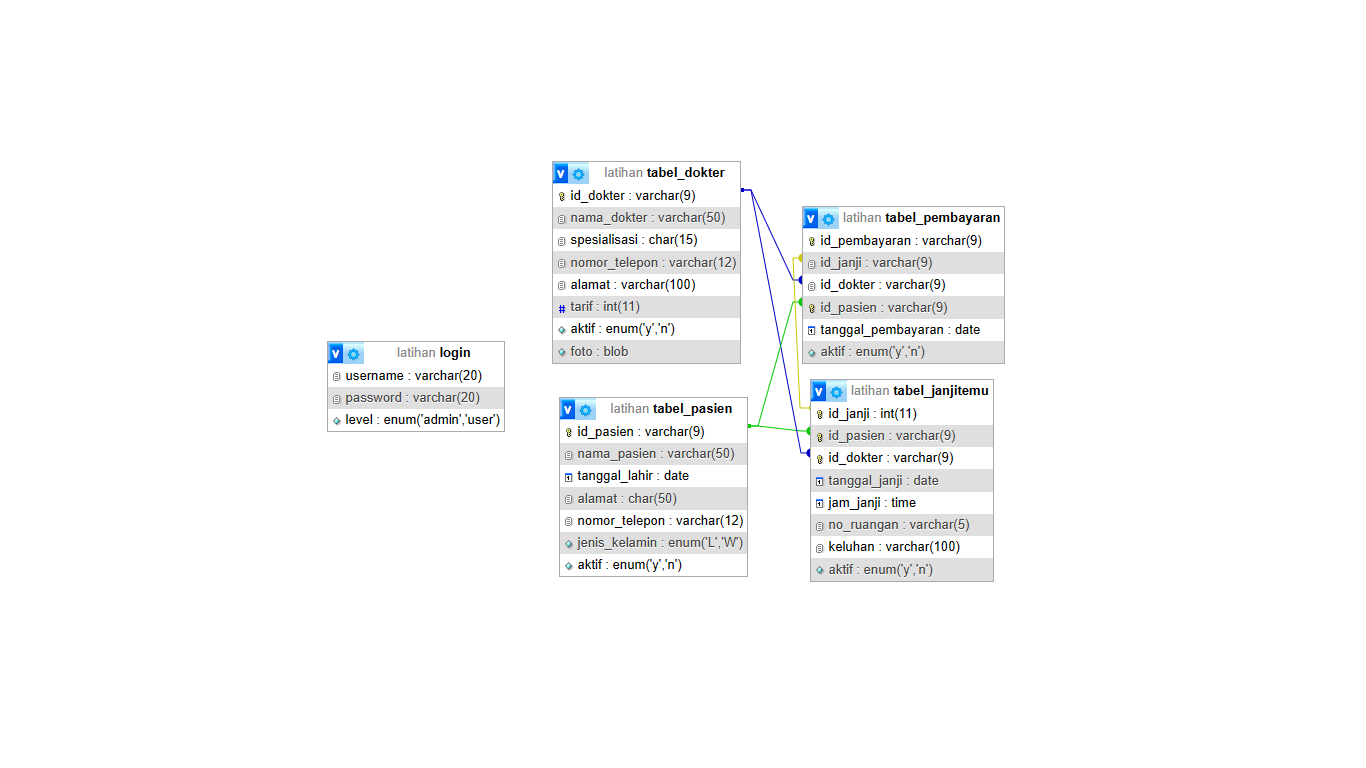 latihan login
username : varchar(20)
password : varchar(20)
level : enum('admin','user')
latihan tabel_dokter
id_dokter : varchar(9)
nama_dokter : varchar(50)
spesialisasi : char(15)
nomor_telepon : varchar(12)
alamat : varchar(100)
# tarif : int(11)
aktif : enum('y','n')
foto : blob
latihan tabel_pasien
id_pasien : varchar(9)
nama_pasien : varchar(50)
tanggal_lahir : date
alamat : char(50)
nomor_telepon : varchar(12)
jenis_kelamin : enum('L','W')
aktif : enum('y','n')
latihan tabel_pembayaran
id_pembayaran : varchar(9)
id_janji : varchar(9)
id_dokter : varchar(9)
id_pasien : varchar(9)
tanggal_pembayaran : date
aktif : enum('y','n')
latihan tabel_janjitemu
id_janji : int(11)
id_pasien : varchar(9)
id_dokter : varchar(9)
tanggal_janji : date
jam_janji : time
no_ruangan : varchar(5)
keluhan : varchar(100)
aktif : enum('y','n')